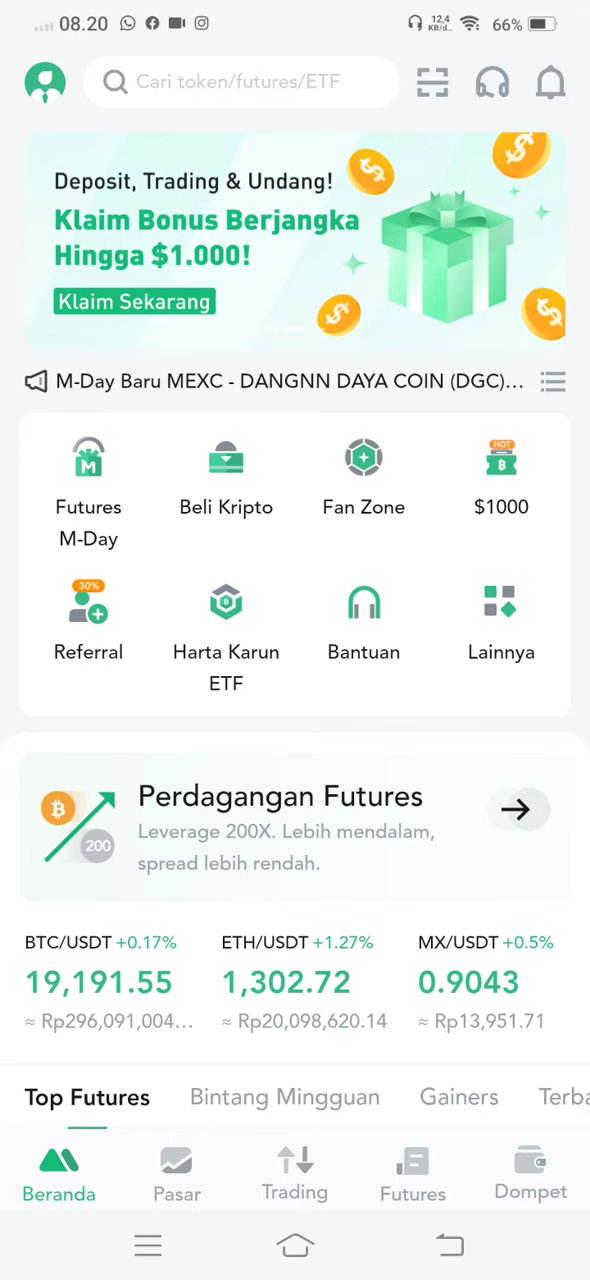 08.20
12,4
KB/d...
66%
Cari token/futures/ETF
Deposit, Trading & Undang!
Klaim Bonus Berjangka
Hingga $1.000!
Klaim Sekarang
M-Day Baru MEXC - DANGNN DAYA COIN (DGC)...
M
HOT
Futures
M-Day
Beli Kripto
Fan Zone
$1000
30%
Referral
Harta Karun
ETF
Bantuan
Lainnya
Perdagangan Futures
Leverage 200X. Lebih mendalam,
spread lebih rendah.
200
BTC/USDT +0.17%
ETH/USDT +1.27%
MX/USDT +0.5%
19,191.55
1,302.72
0.9043
≈ Rp296,091,004...
≈ Rp20,098,620.14
≈ Rp13,951.71
Top Futures
Bintang Mingguan
Gainers
Terba
Beranda
Pasar
Trading
Futures
Dompet